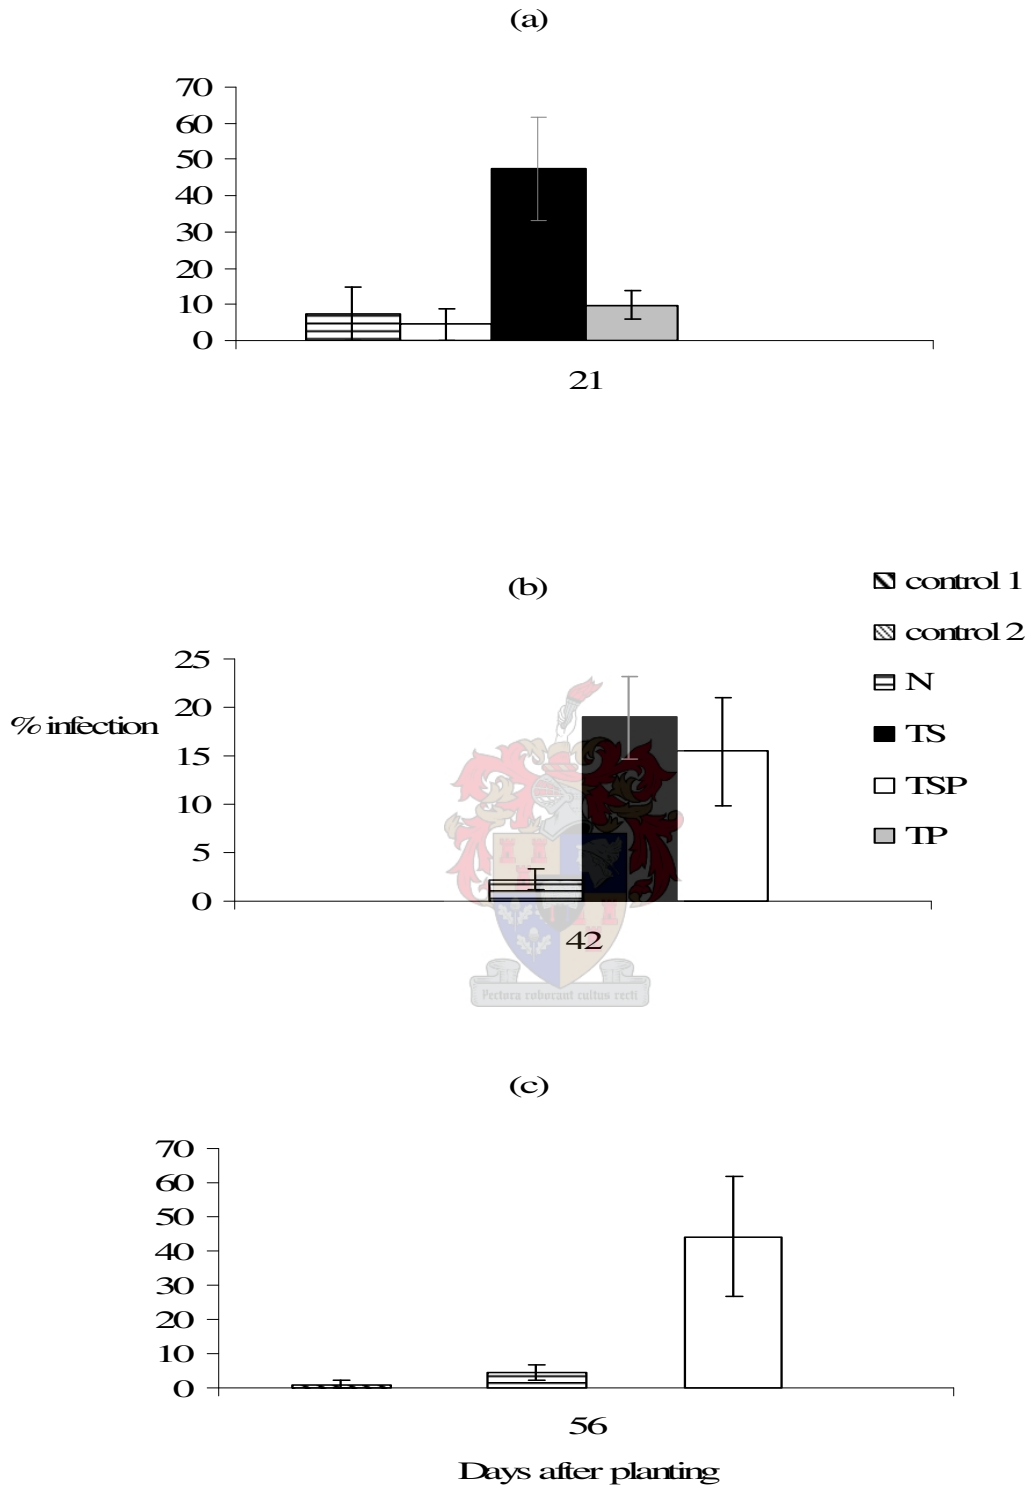 (a)
70
60
50
40
30
20
10
0
21
(b)
control 1
control 2
N
TS
TSP
TP
25
20
15
10
5
0
% infection
42
Pectora roborant cultus recti
(c)
70
60
50
40
30
20
10
0
56
Days after planting